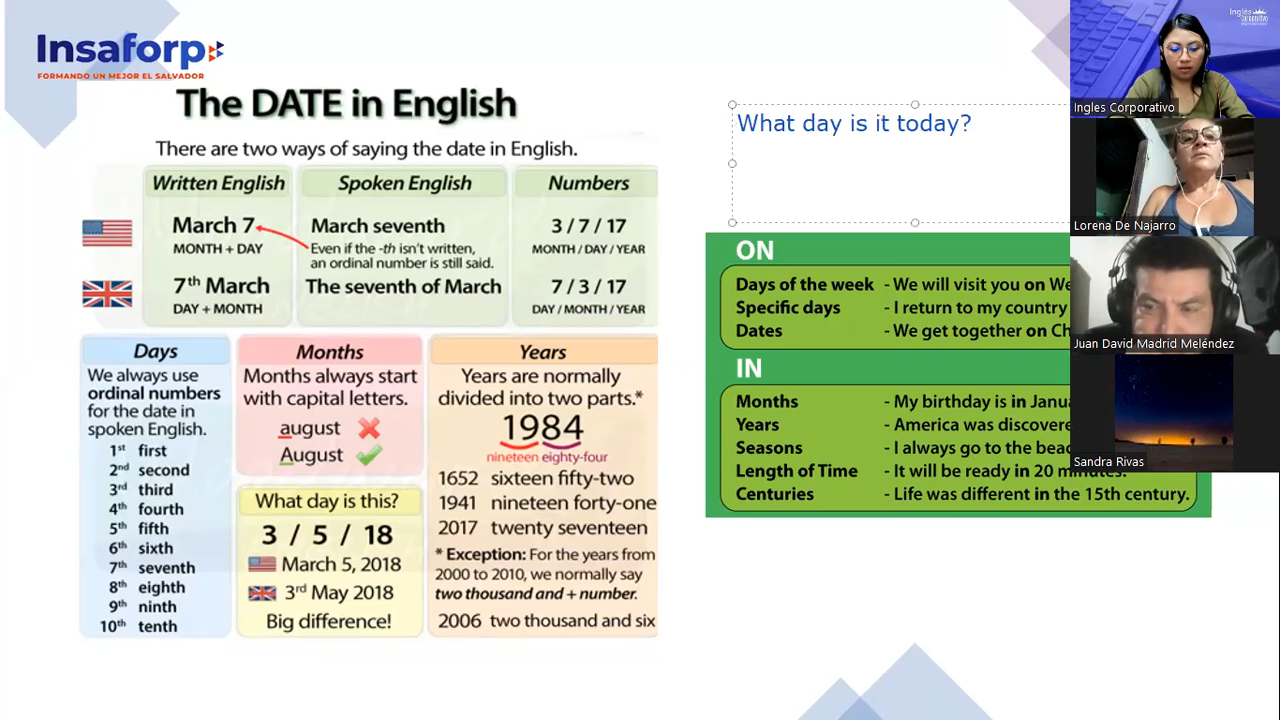 Insaforp
FORMANDO UN MEJOR EL SALVADOR
The DATE in English
There are two ways of saying the date in English.
Written English
Spoken English
Numbers
March 7
MONTH + DAY
March seventh
Even if the -th isn't written,
an ordinal number is still said.
3 / 7 / 17
MONTH / DAY / YEAR
7th March
DAY + MONTH
The seventh of March
7 / 3 / 17
DAY / MONTH / YEAR
Days
We always use
ordinal numbers
for the date in
spoken English.
1st first
2nd second
3rd third
4th fourth
5th fifth
6th sixth
7th seventh
8th eighth
9th ninth
10th tenth
Months
Months always start
with capital letters.
august
August
What day is this?
3 / 5 / 18
March 5, 2018
3rd May 2018
Big difference!
Years
Years are normally
divided into two parts.*
1984
nineteen eighty-four
1652 sixteen fifty-two
1941 nineteen forty-one
2017 twenty seventeen
* Exception: For the years from
2000 to 2010, we normally say
two thousand and + number.
2006 two thousand and six
What day is it today?
ON
Days of the week - We will visit you on We
Specific days - I return to my country
Dates - We get together on Ch
IN
Months - My birthday is in Janua
Years - America was discovere
Seasons - I always go to the bea
Length of Time - It will be ready in 20 minutes.
Centuries - Life was different in the 15th century.
Ingles Corporativo
Lorena De Najarro
Juan David Madrid Meléndez
Sandra Rivas